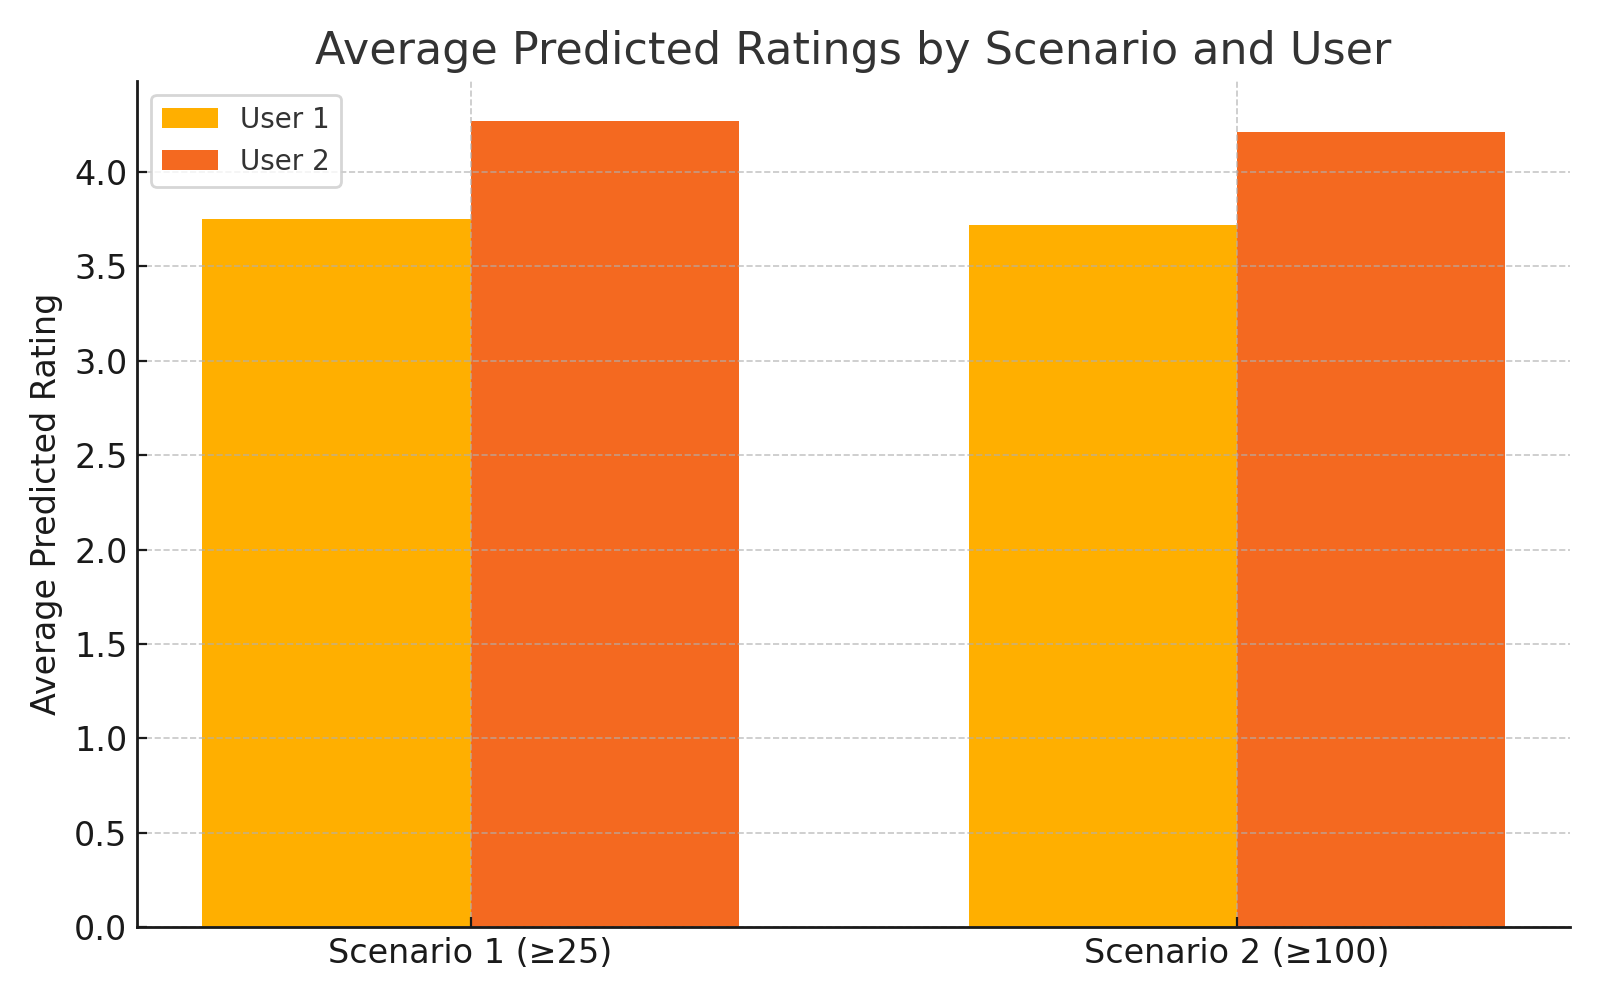 Average Predicted Ratings by Scenario and User
User 1
User 2
Average Predicted Rating
4.0
3.5
3.0
2.5
2.0
1.5
1.0
0.5
0.0
Scenario 1 (≥25)
Scenario 2 (≥100)